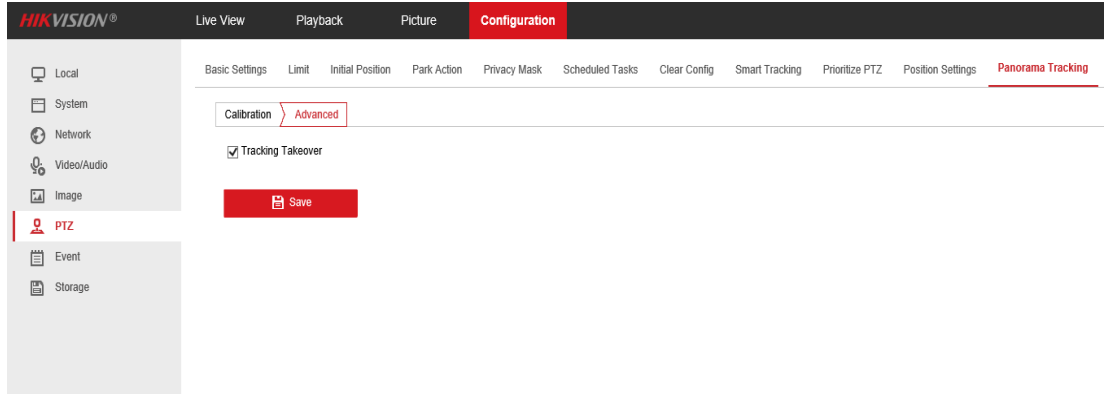 HIKVISION® Live View Playback Picture Configuration
Local
System
Network
Video/Audio
Image
PTZ
Event
Storage
Basic Settings Limit Initial Position Park Action Privacy Mask Scheduled Tasks Clear Config Smart Tracking Prioritize PTZ Position Settings Panorama Tracking
Calibration Advanced
Tracking Takeover
Save